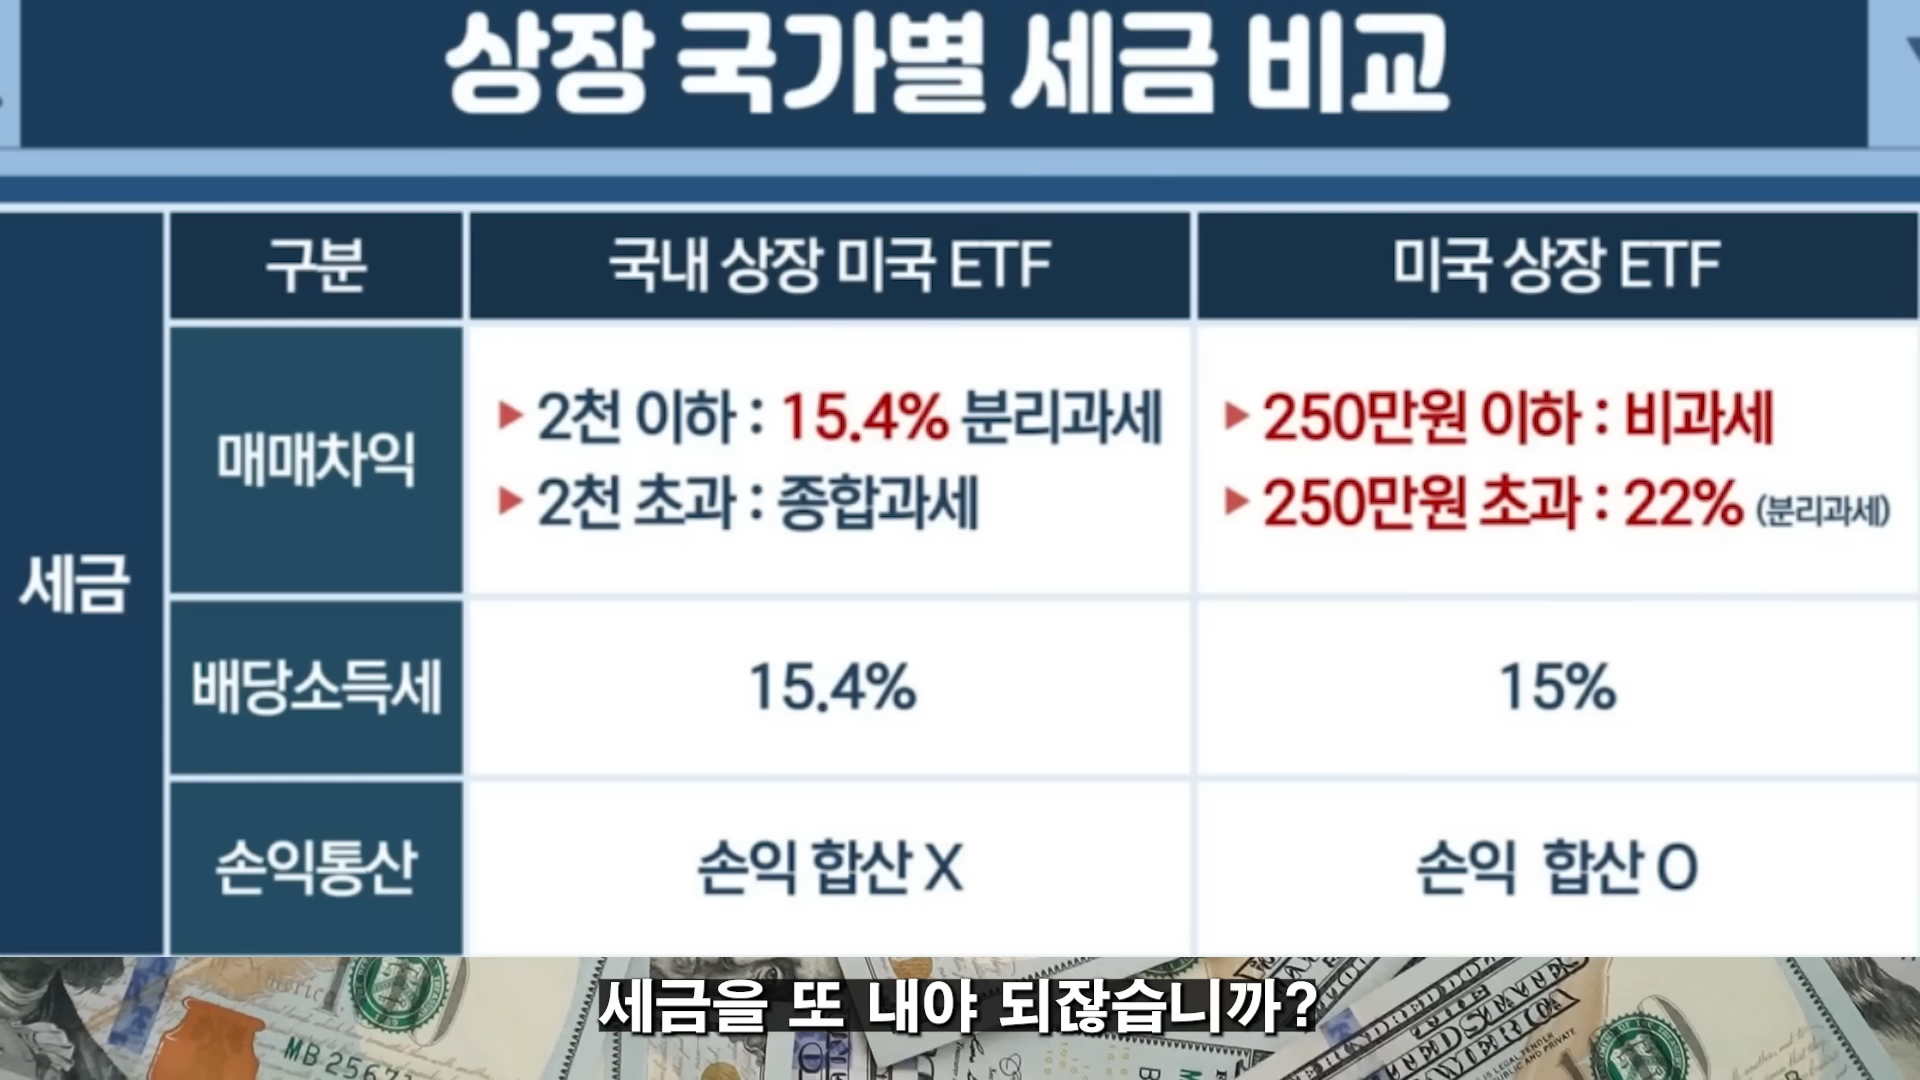 상장 국가별 세금 비교
구분
국내 상장 미국 ETF
미국 상장 ETF
세금
매매차익
▶ 2천 이하 : 15.4% 분리과세
▶ 2천 초과 : 종합과세
▶ 250만원 이하 : 비과세
▶ 250만원 초과 : 22% (분리과세)
배당소득세
15.4%
15%
손익통산
손익 합산 X
손익 합산 O
세금을 또 내야 되잖습니까?